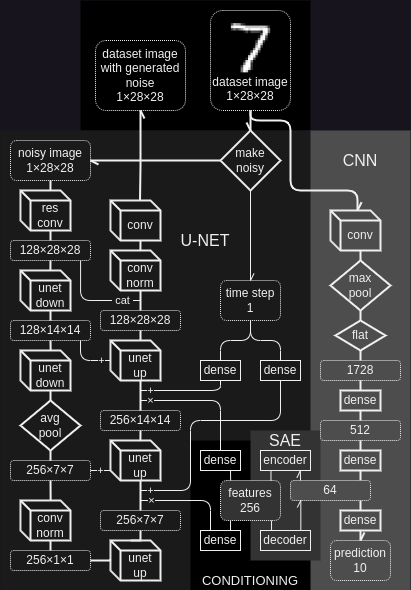 dataset image
with generated
noise
1×28×28
7
dataset image
1×28×28
noisy image
1×28×28
make
noisy
CNN
res
conv
conv
conv
U-NET
128×28×28
conv
norm
max
pool
unet
down
cat
time step
1
128×28×28
flat
128×14×14
unet
down
+
unet
up
dense
dense
1728
+
×
dense
avg
pool
256×14×14
512
SAE
256×7×7
+
unet
up
dense
encoder
dense
+
×
features
256
64
conv
norm
256×7×7
dense
decoder
dense
256×1×1
unet
up
prediction
10
CONDITIONING